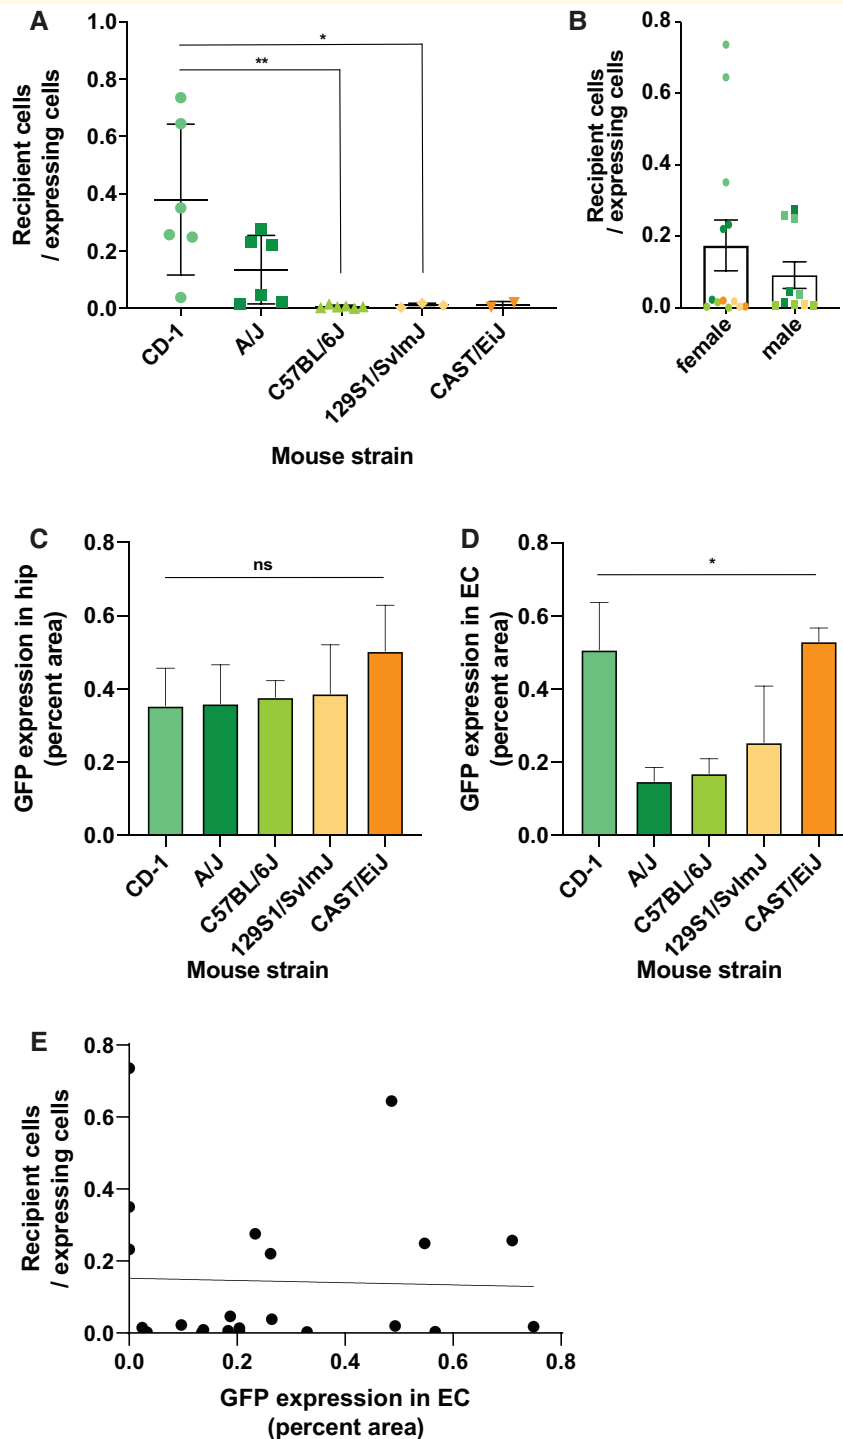 A
Recipient cells
/ expressing cells
1.0
0.8
0.6
0.4
0.2
0.0
*
**
CD-1
A/J
C57BL/6J
129S1/SvlmJ
CAST/EiJ
Mouse strain
B
Recipient cells
/ expressing cells
0.8
0.6
0.4
0.2
0.0
female
male
C
GFP expression in hip
(percent area)
0.8
0.6
0.4
0.2
0.0
ns
CD-1
A/J
C57BL/6J
129S1/SvlmJ
CAST/EiJ
Mouse strain
D
GFP expression in EC
(percent area)
0.8
0.6
0.4
0.2
0.0
*
CD-1
A/J
C57BL/6J
129S1/SvlmJ
CAST/EiJ
Mouse strain
E
Recipient cells
/ expressing cells
0.8
0.6
0.4
0.2
0.0
0.0 0.2 0.4 0.6 0.8
GFP expression in EC
(percent area)